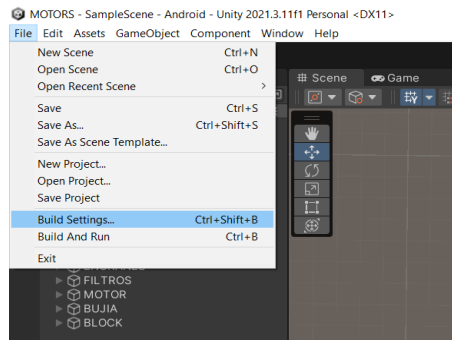 MOTORS - SampleScene - Android - Unity 2021.3.11f1 Personal <DX11>
File Edit Assets GameObject Component Window Help
New Scene Ctrl+N
Open Scene Ctrl+O
Open Recent Scene
Save Ctrl+S
Save As... Ctrl+Shift+S
Save As Scene Template...
New Project...
Open Project...
Save Project
Build Settings... Ctrl+Shift+B
Build And Run Ctrl+B
Exit
Scene Game
FILTROS
MOTOR
BUJIA
BLOCK